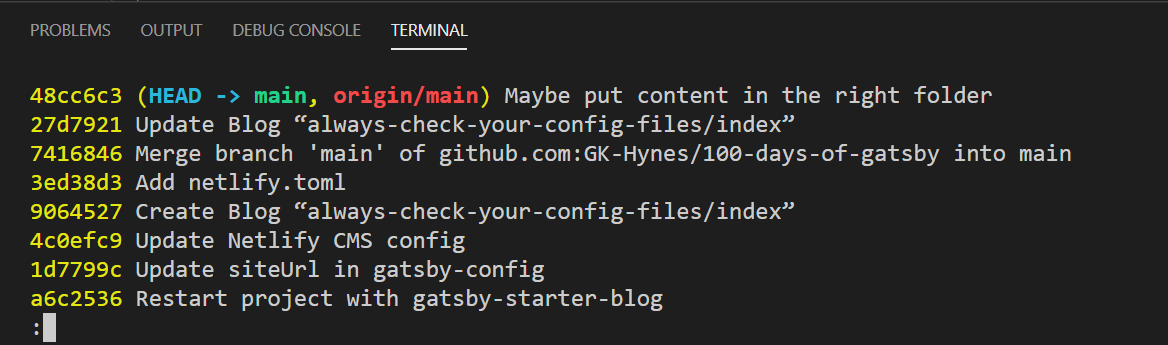 PROBLEMS OUTPUT DEBUG CONSOLE TERMINAL
48cc6c3 (HEAD -> main, origin/main) Maybe put content in the right folder
27d7921 Update Blog “always-check-your-config-files/index”
7416846 Merge branch 'main' of github.com:GK-Hynes/100-days-of-gatsby into main
3ed38d3 Add netlify.toml
9064527 Create Blog “always-check-your-config-files/index”
4c0efc9 Update Netlify CMS config
1d7799c Update siteUrl in gatsby-config
a6c2536 Restart project with gatsby-starter-blog
: